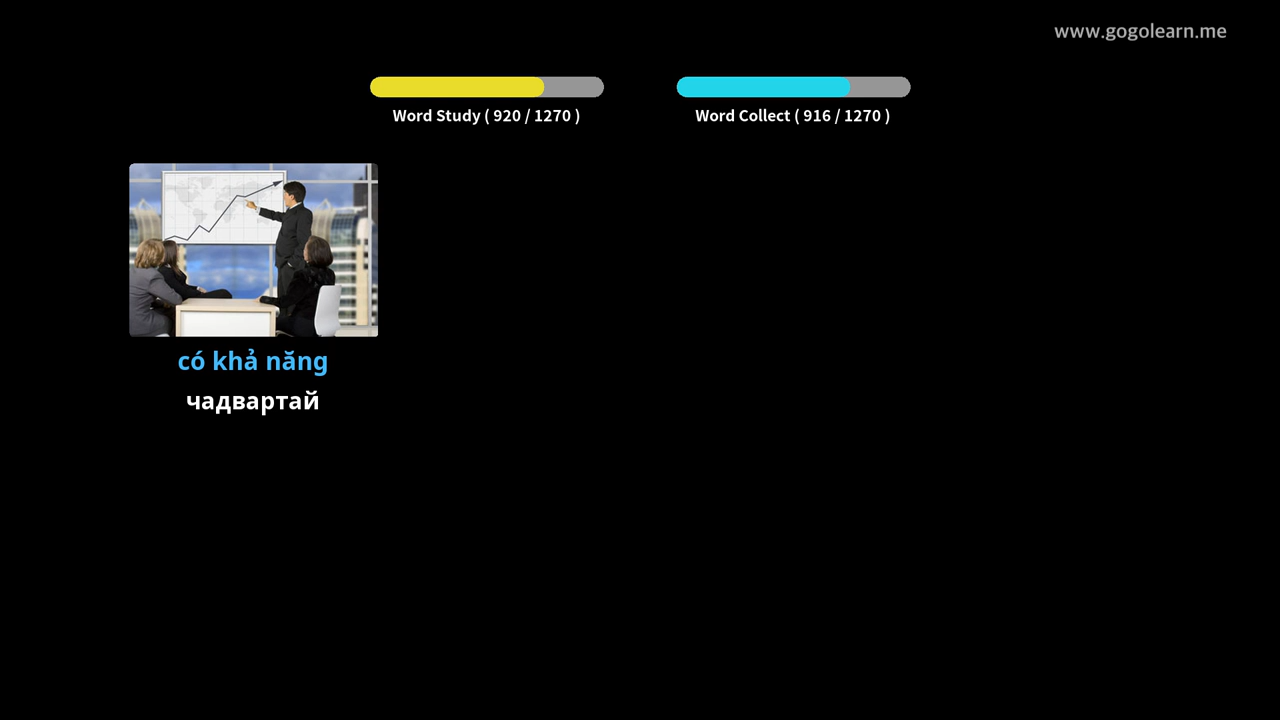 www.gogolearn.me
Word Study ( 920 / 1270 )
Word Collect ( 916 / 1270 )
có khả năng
чадвартай